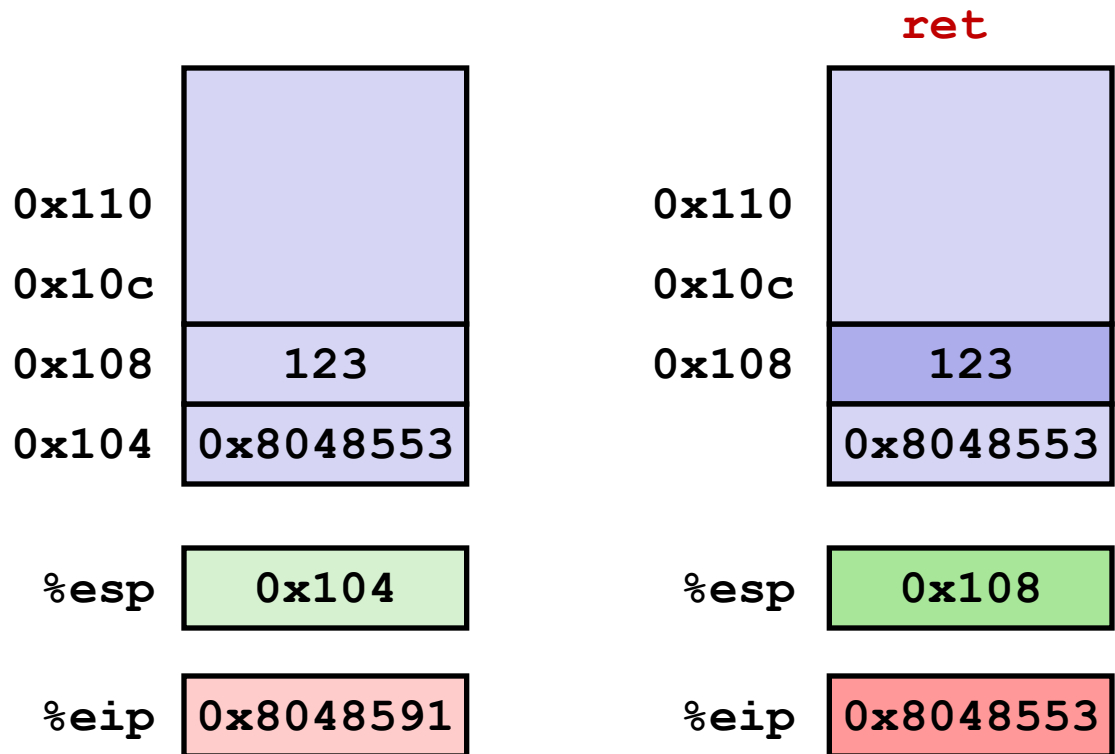 ret
0x110 0x110
0x10c 0x10c
0x108 123 0x108 123
0x104 0x8048553 0x8048553
%esp 0x104 %esp 0x108
%eip 0x8048591 %eip 0x8048553